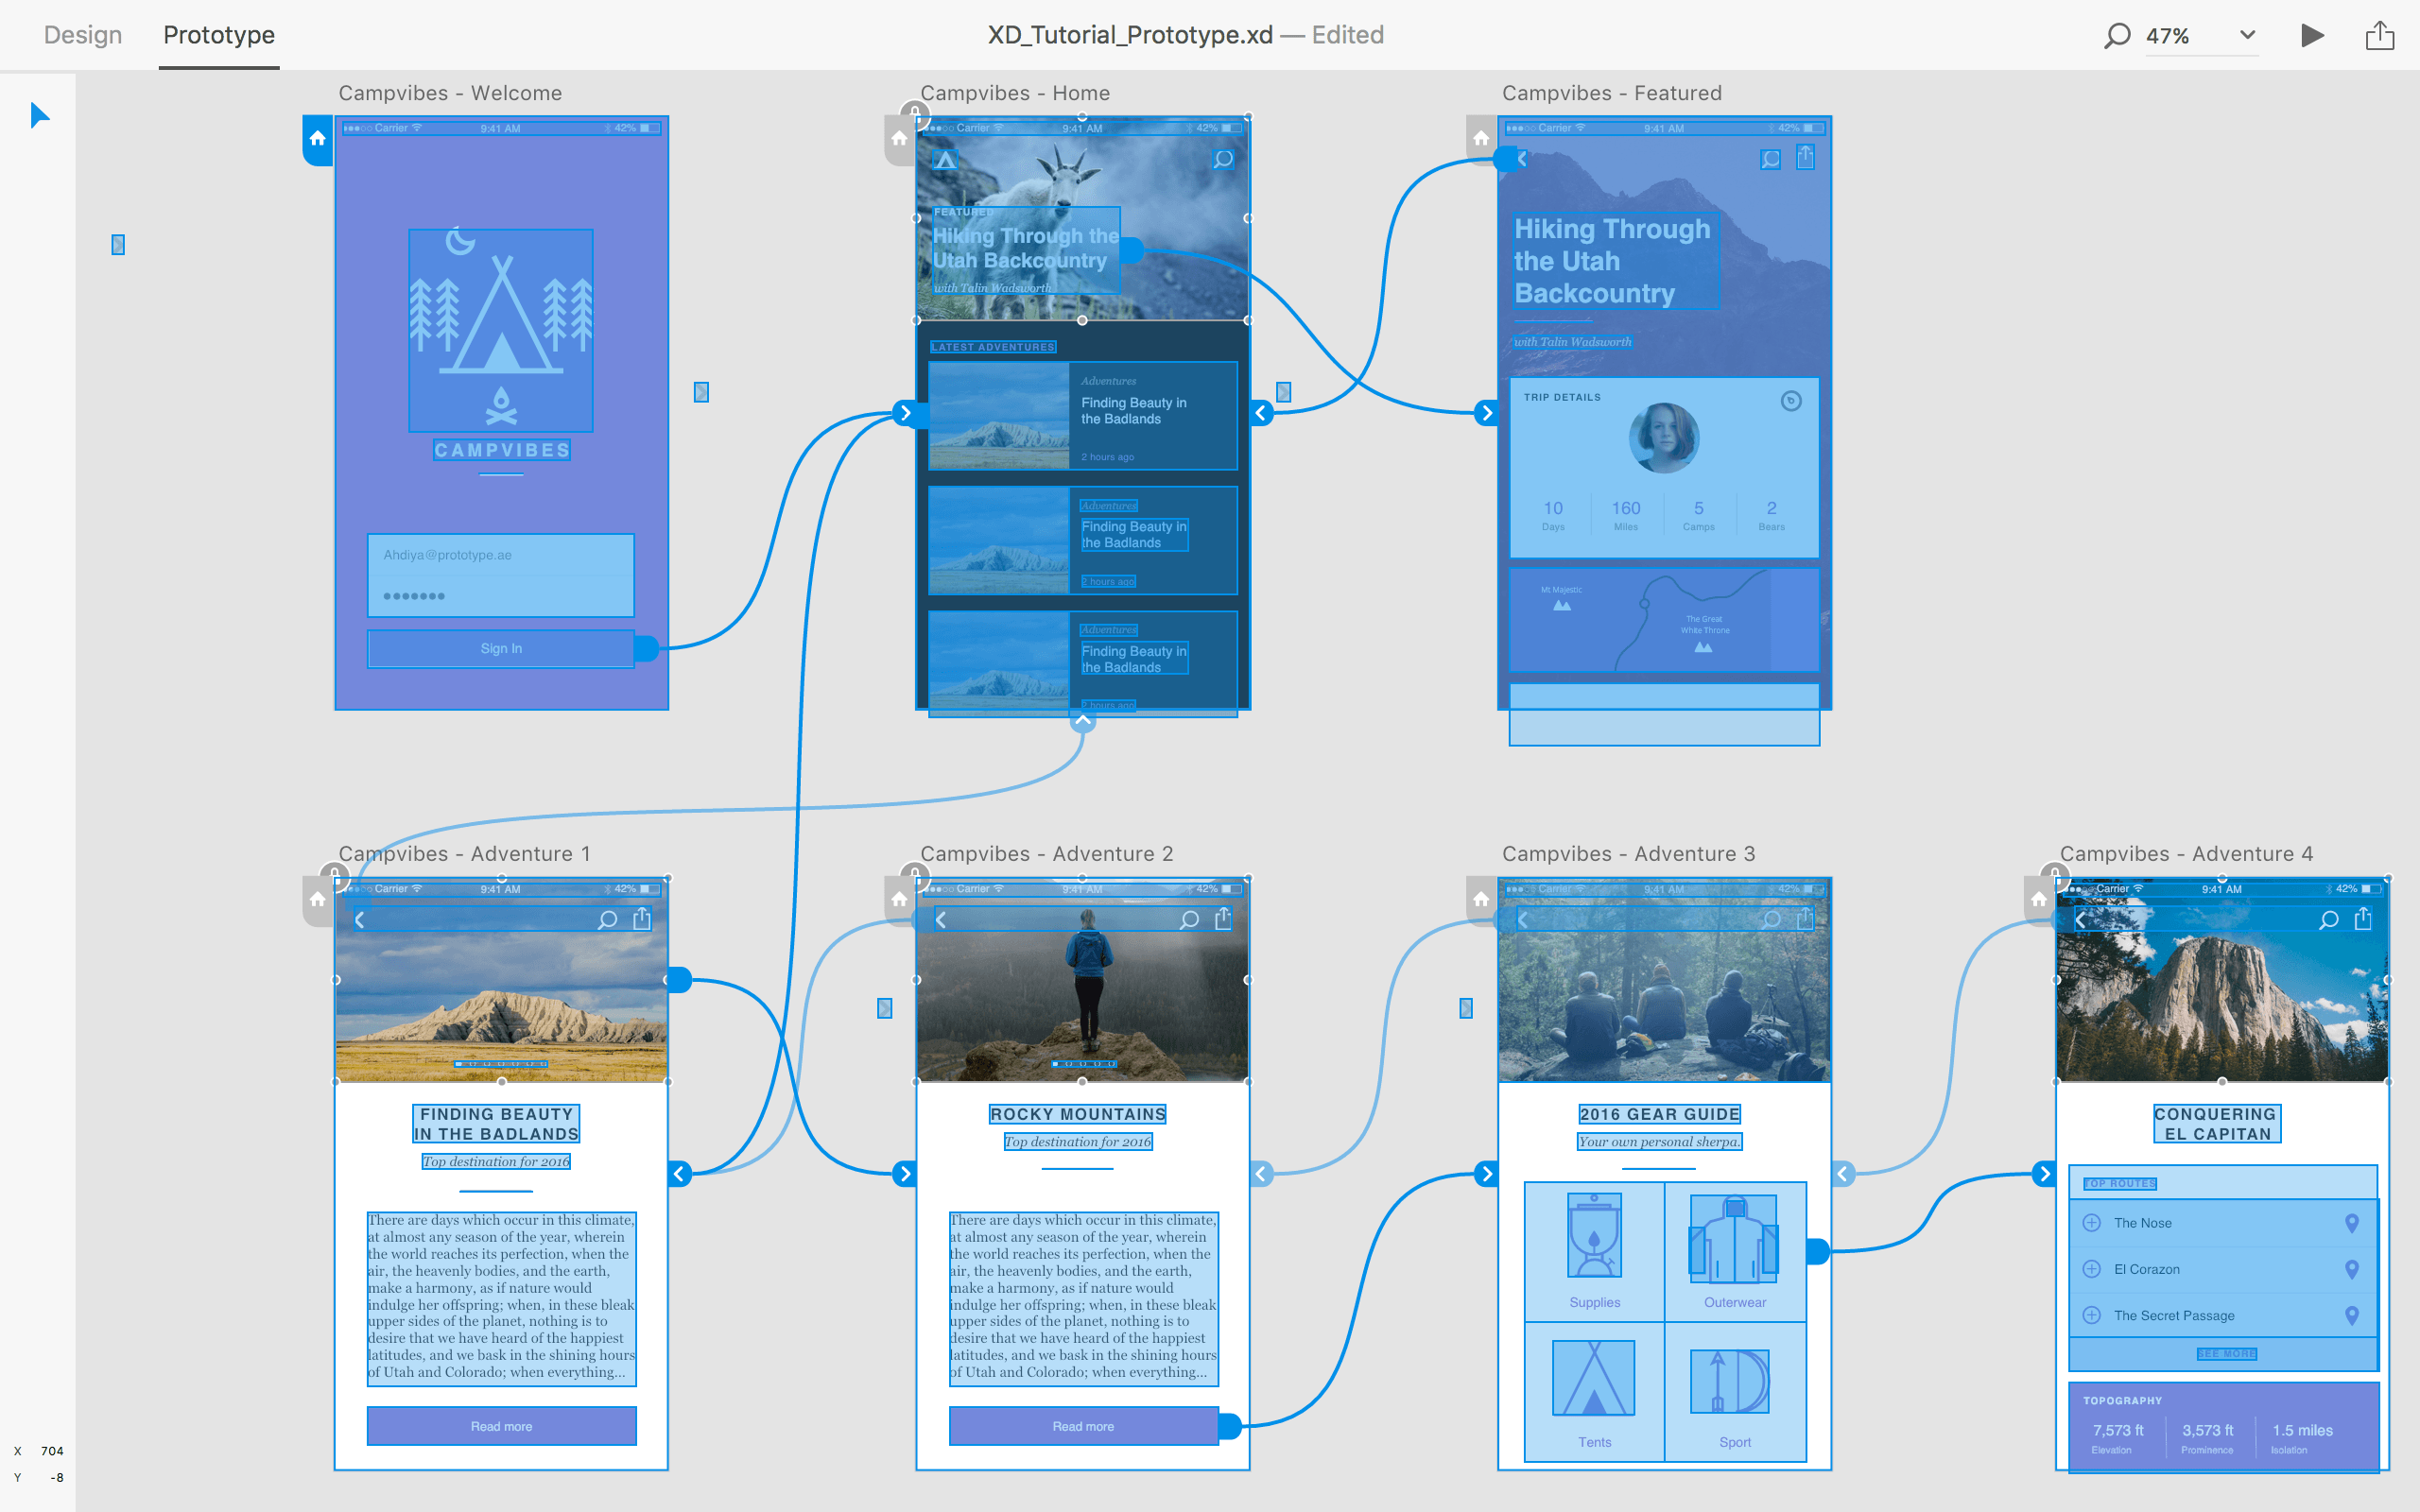 Design
Prototype
XD_Tutorial_Prototype.xd — Edited
47%
Campvibes - Welcome
Carrier
9:41 AM
42%
CAMPVIBES
Ahdiya@prototype.ae
Sign In
Campvibes - Home
Carrier
9:41 AM
42%
FEATURED
Hiking Through the
Utah Backcountry
with Talin Wadsworth
LATEST ADVENTURES
Adventures
Finding Beauty in
the Badlands
2 hours ago
Adventures
Finding Beauty in
the Badlands
2 hours ago
Adventures
Finding Beauty in
the Badlands
2 hours ago
Campvibes - Featured
Carrier
9:41 AM
42%
Hiking Through
the Utah
Backcountry
with Talin Wadsworth
TRIP DETAILS
10
Days
160
Miles
5
Camps
2
Bears
Mt Majestic
The Great
White Throne
Campvibes - Adventure 1
Carrier
9:41 AM
42%
FINDING BEAUTY
IN THE BADLANDS
Top destination for 2016
There are days which occur in this climate,
at almost any season of the year, wherein
the world reaches its perfection, when the
air, the heavenly bodies, and the earth,
make a harmony, as if nature would
indulge her offspring; when, in these bleak
upper sides of the planet, nothing is to
desire that we have heard of the happiest
latitudes, and we bask in the shining hours
of Utah and Colorado; when everything...
Read more
Campvibes - Adventure 2
Carrier
9:41 AM
42%
ROCKY MOUNTAINS
Top destination for 2016
There are days which occur in this climate,
at almost any season of the year, wherein
the world reaches its perfection, when the
air, the heavenly bodies, and the earth,
make a harmony, as if nature would
indulge her offspring; when, in these bleak
upper sides of the planet, nothing is to
desire that we have heard of the happiest
latitudes, and we bask in the shining hours
of Utah and Colorado; when everything...
Read more
Campvibes - Adventure 3
Carrier
9:41 AM
42%
2016 GEAR GUIDE
Your own personal sherpa.
Supplies
Outerwear
Tents
Sport
Campvibes - Adventure 4
Carrier
9:41 AM
42%
CONQUERING
EL CAPITAN
TOP ROUTES
The Nose
El Corazon
The Secret Passage
SEE MORE
TOPOGRAPHY
7,573 ft
Elevation
3,573 ft
Prominence
1.5 miles
Isolation
X 704
Y -8